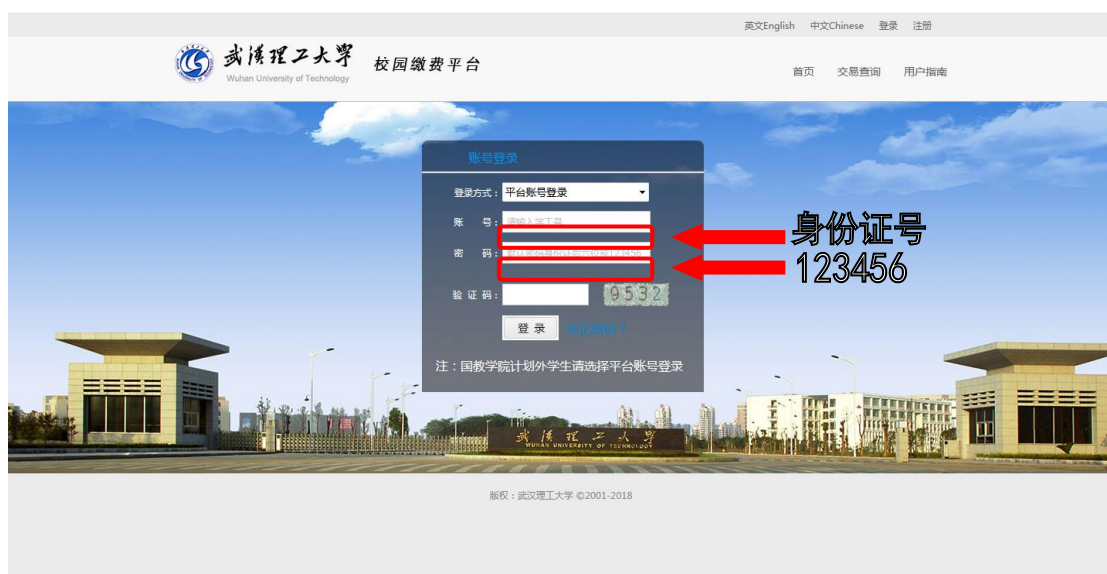 英文English 中文Chinese 登录 注册
武漢理工大学
Wuhan University of Technology
校园缴费平台
首页 交易查询 用户指南
账号登录
登录方式： 平台账号登录
账 号： 请输入学工号
身份证号
密 码：
123456
验 证 码： 9532
登 录 忘记密码？
注：国教学院计划外学生请选择平台账号登录
武漢理工大学
WUHAN UNIVERSITY OF TECHNOLOGY
版权：武汉理工大学 ©2001-2018